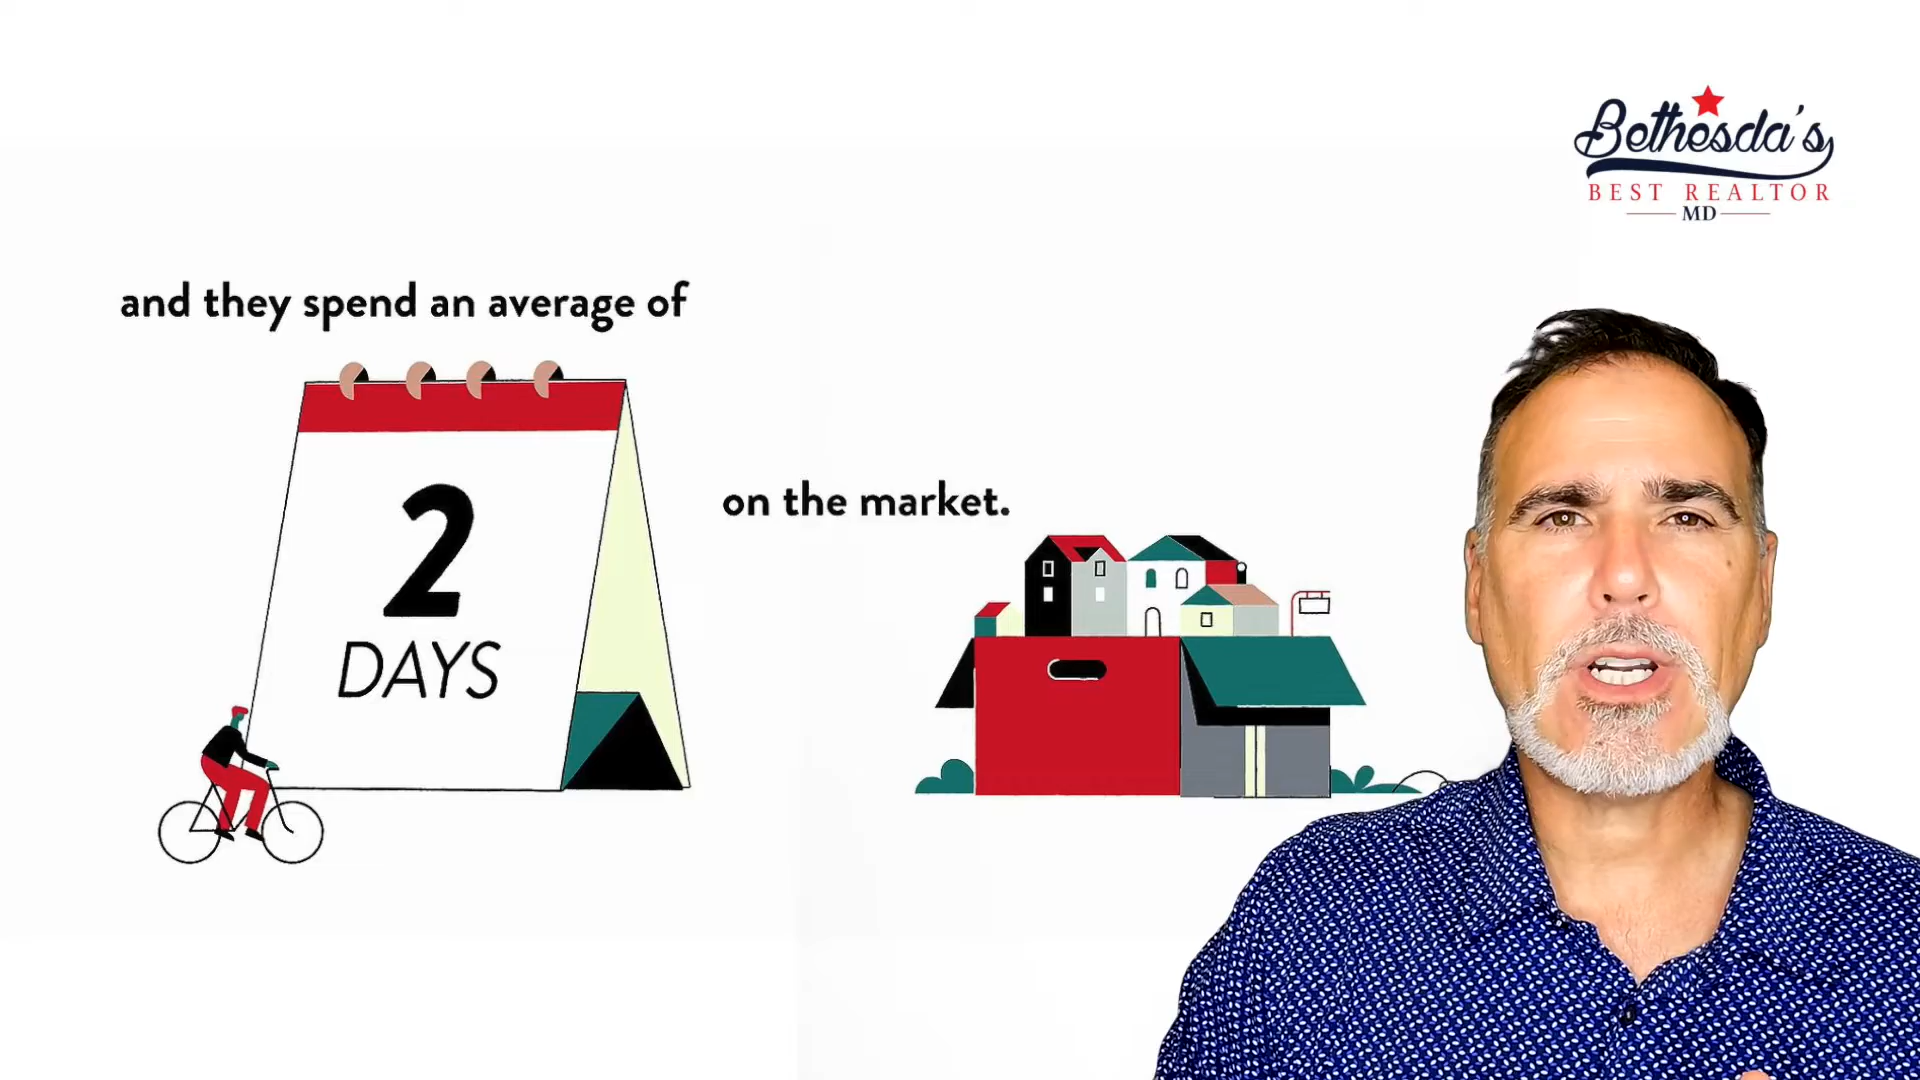 Bethesda's
BEST REALTOR
MD
and they spend an average of
2
DAYS
on the market.